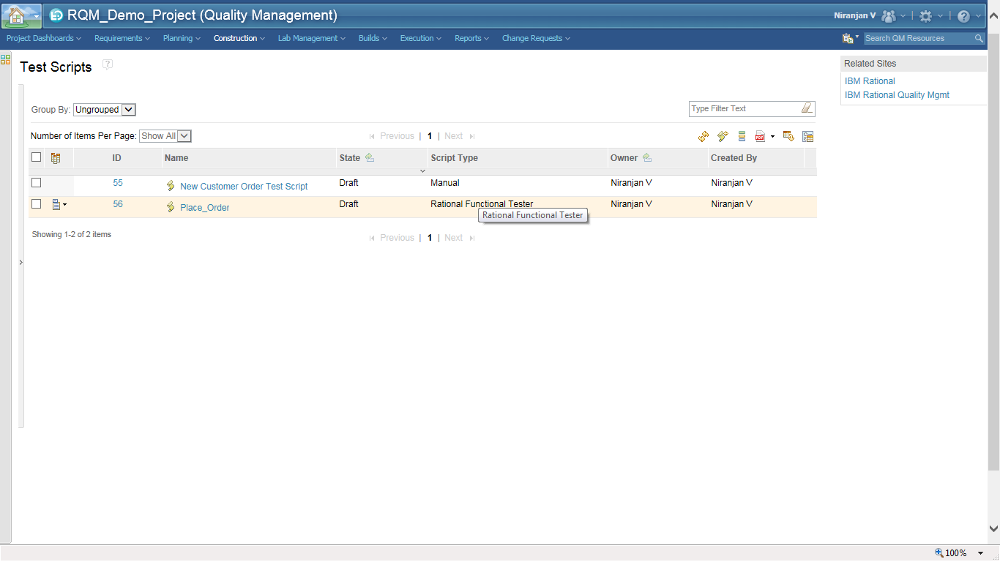 RQM_Demo_Project (Quality Management)
Niranjan V
Project Dashboards Requirements Planning Construction Lab Management Builds Execution Reports Change Requests
Search QM Resources
Test Scripts ?
Related Sites
IBM Rational
IBM Rational Quality Mgmt
Group By: Ungrouped
Type Filter Text
Number of Items Per Page: Show All
Previous | 1 | Next
ID Name State Script Type Owner Created By
55 New Customer Order Test Script Draft Manual Niranjan V Niranjan V
56 Place_Order Draft Rational Functional Tester Niranjan V Niranjan V
Rational Functional Tester
Showing 1-2 of 2 items
Previous | 1 | Next
100%